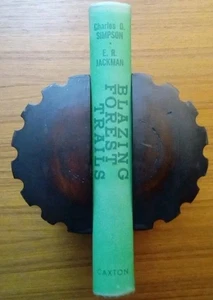 Charles D.
SIMPSON
•
E. R.
JACKMAN
BLAZING
FOREST
TRAILS
CAXTON